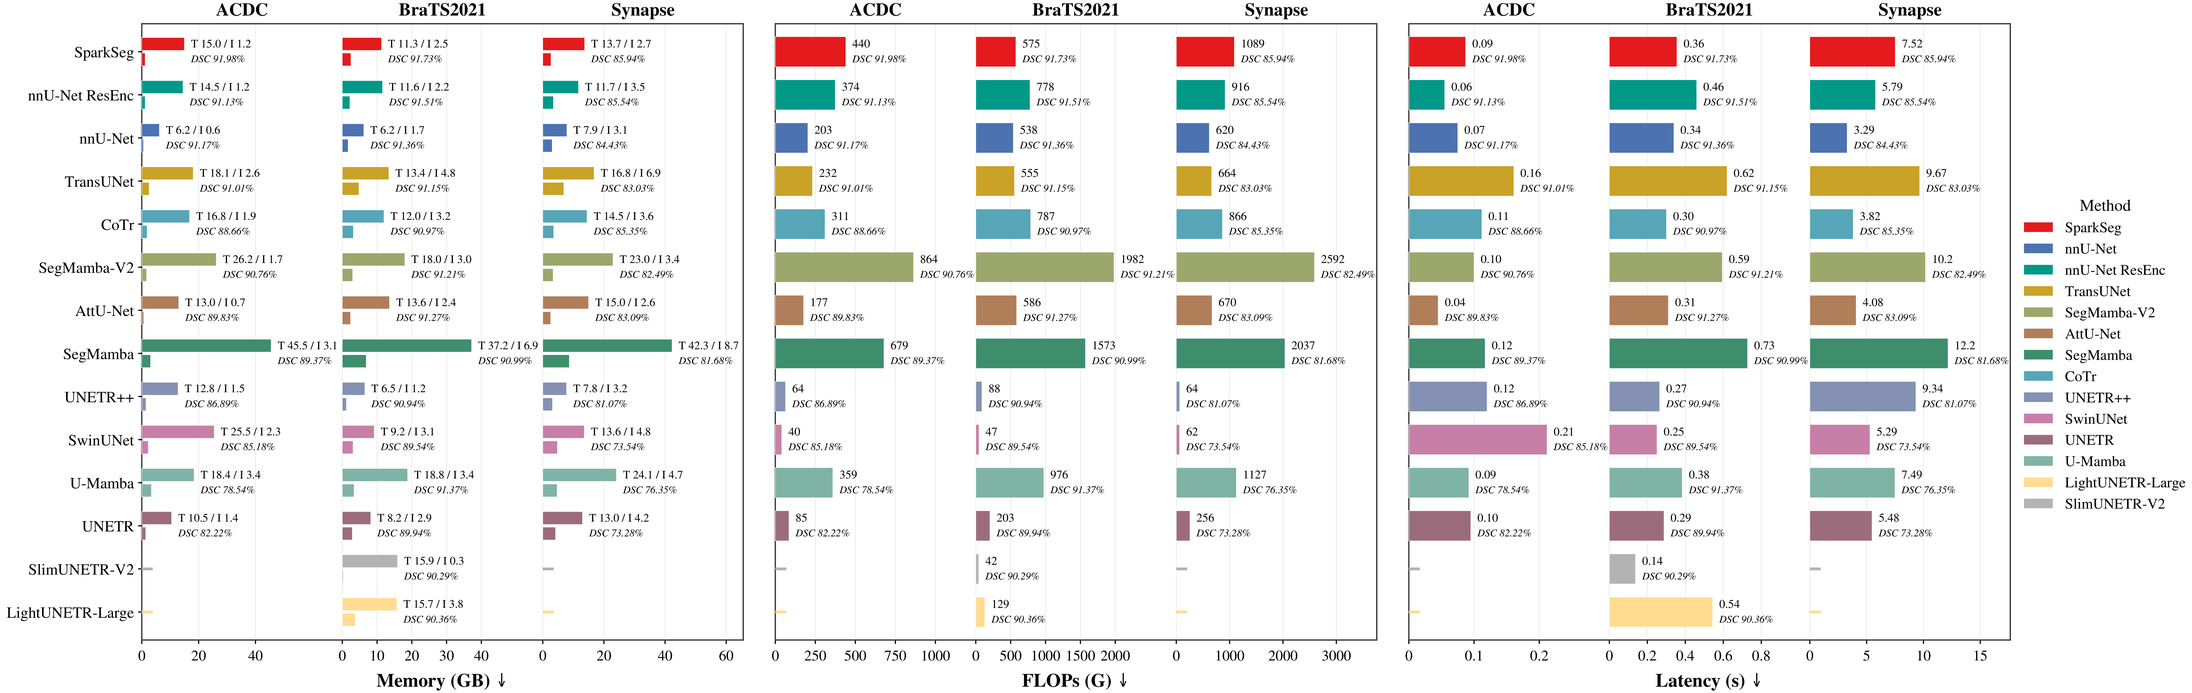 ACDC BraTS2021 Synapse
SparkSeg
T 15.0 / I 1.2
DSC 91.98%
T 11.3 / I 2.5
DSC 91.73%
T 13.7 / I 2.7
DSC 85.94%
nnU-Net ResEnc
T 14.5 / I 1.2
DSC 91.13%
T 11.6 / I 2.2
DSC 91.51%
T 11.7 / I 3.5
DSC 85.54%
nnU-Net
T 6.2 / I 0.6
DSC 91.17%
T 6.2 / I 1.7
DSC 91.36%
T 7.9 / I 3.1
DSC 84.43%
TransUNet
T 18.1 / I 2.6
DSC 91.01%
T 13.4 / I 4.8
DSC 91.15%
T 16.8 / I 6.9
DSC 83.03%
CoTr
T 16.8 / I 1.9
DSC 88.66%
T 12.0 / I 3.2
DSC 90.97%
T 14.5 / I 3.6
DSC 85.35%
SegMamba-V2
T 26.2 / I 1.7
DSC 90.76%
T 18.0 / I 3.0
DSC 91.21%
T 23.0 / I 3.4
DSC 82.49%
AttU-Net
T 13.0 / I 0.7
DSC 89.83%
T 13.6 / I 2.4
DSC 91.27%
T 15.0 / I 2.6
DSC 83.09%
SegMamba
T 45.5 / I 3.1
DSC 89.37%
T 37.2 / I 6.9
DSC 90.99%
T 42.3 / I 8.7
DSC 81.68%
UNETR++
T 12.8 / I 1.5
DSC 86.89%
T 6.5 / I 1.2
DSC 90.94%
T 7.8 / I 3.2
DSC 81.07%
SwinUNet
T 25.5 / I 2.3
DSC 85.18%
T 9.2 / I 3.1
DSC 89.54%
T 13.6 / I 4.8
DSC 73.54%
U-Mamba
T 18.4 / I 3.4
DSC 78.54%
T 18.8 / I 3.4
DSC 91.37%
T 24.1 / I 4.7
DSC 76.35%
UNETR
T 10.5 / I 1.4
DSC 82.22%
T 8.2 / I 2.9
DSC 89.94%
T 13.0 / I 4.2
DSC 73.28%
SlimUNETR-V2
T 15.9 / I 0.3
DSC 90.29%
LightUNETR-Large
T 15.7 / I 3.8
DSC 90.36%
0 20 40 0 10 20 30 40 0 20 40 60
Memory (GB) ↓
ACDC BraTS2021 Synapse
440
DSC 91.98%
575
DSC 91.73%
1089
DSC 85.94%
374
DSC 91.13%
778
DSC 91.51%
916
DSC 85.54%
203
DSC 91.17%
538
DSC 91.36%
620
DSC 84.43%
232
DSC 91.01%
555
DSC 91.15%
664
DSC 83.03%
311
DSC 88.66%
787
DSC 90.97%
866
DSC 85.35%
864
DSC 90.76%
1982
DSC 91.21%
2592
DSC 82.49%
177
DSC 89.83%
586
DSC 91.27%
670
DSC 83.09%
679
DSC 89.37%
1573
DSC 90.99%
2037
DSC 81.68%
64
DSC 86.89%
88
DSC 90.94%
64
DSC 81.07%
40
DSC 85.18%
47
DSC 89.54%
62
DSC 73.54%
359
DSC 78.54%
976
DSC 91.37%
1127
DSC 76.35%
85
DSC 82.22%
203
DSC 89.94%
256
DSC 73.28%
42
DSC 90.29%
129
DSC 90.36%
0 250 500 750 1000 0 500 1000 1500 2000 0 1000 2000 3000
FLOPs (G) ↓
ACDC BraTS2021 Synapse
0.09
DSC 91.98%
0.36
DSC 91.73%
7.52
DSC 85.94%
0.06
DSC 91.13%
0.46
DSC 91.51%
5.79
DSC 85.54%
0.07
DSC 91.17%
0.34
DSC 91.36%
3.29
DSC 84.43%
0.16
DSC 91.01%
0.62
DSC 91.15%
9.67
DSC 83.03%
0.11
DSC 88.66%
0.30
DSC 90.97%
3.82
DSC 85.35%
0.10
DSC 90.76%
0.59
DSC 91.21%
10.2
DSC 82.49%
0.04
DSC 89.83%
0.31
DSC 91.27%
4.08
DSC 83.09%
0.12
DSC 89.37%
0.73
DSC 90.99%
12.2
DSC 81.68%
0.12
DSC 86.89%
0.27
DSC 90.94%
9.34
DSC 81.07%
0.21
DSC 85.18%
0.25
DSC 89.54%
5.29
DSC 73.54%
0.09
DSC 78.54%
0.38
DSC 91.37%
7.49
DSC 76.35%
0.10
DSC 82.22%
0.29
DSC 89.94%
5.48
DSC 73.28%
0.14
DSC 90.29%
0.54
DSC 90.36%
0 0.1 0.2 0 0.2 0.4 0.6 0.8 0 5 10 15
Latency (s) ↓
Method
SparkSeg
nnU-Net
nnU-Net ResEnc
TransUNet
SegMamba-V2
AttU-Net
SegMamba
CoTr
UNETR++
SwinUNet
UNETR
U-Mamba
LightUNETR-Large
SlimUNETR-V2